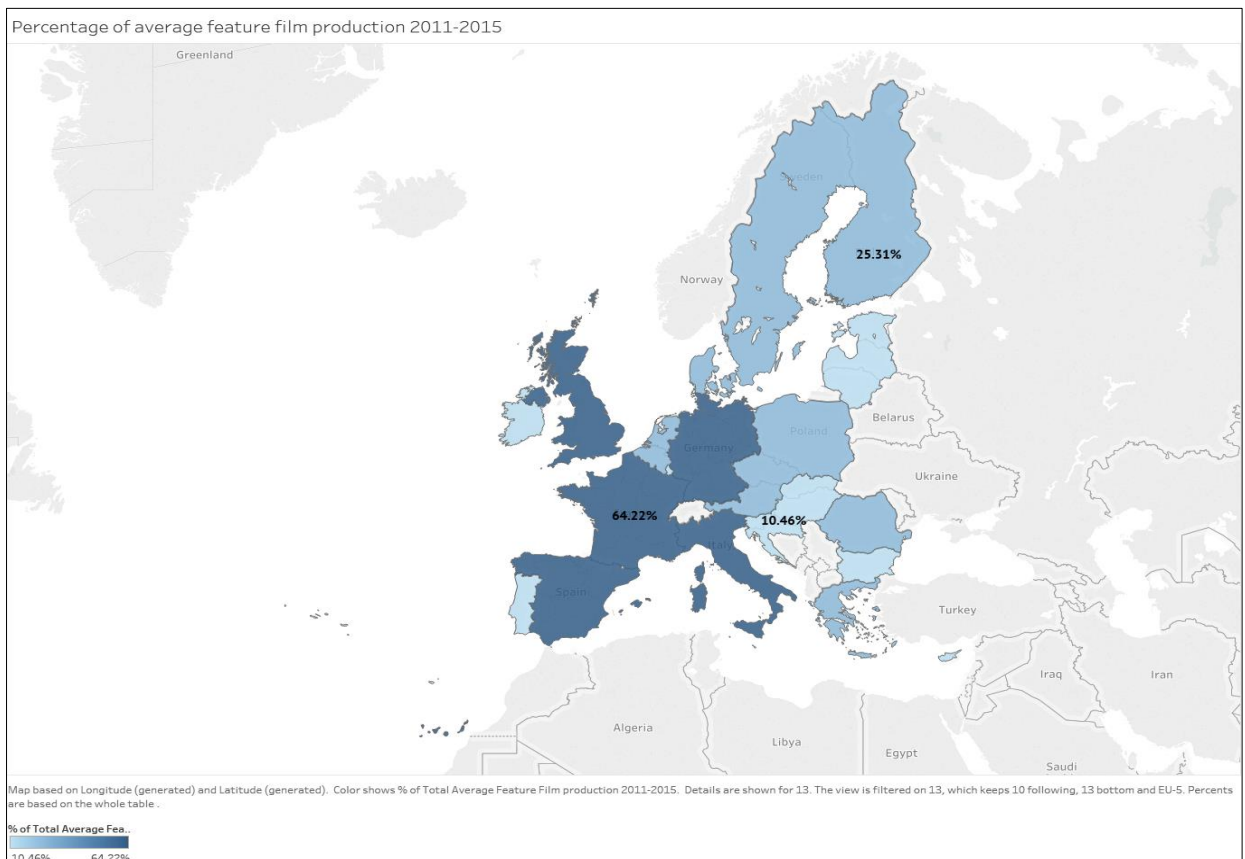 Percentage of average feature film production 2011-2015
Greenland
Sweden
25.31%
Norway
Belarus
Poland
Germany
Ukraine
64.22%
10.46%
Italy
Spain
Turkey
Iraq
Iran
Algeria
Libya
Egypt
Saudi
Map based on Longitude (generated) and Latitude (generated). Color shows % of Total Average Feature Film production 2011-2015. Details are shown for 13. The view is filtered on 13, which keeps 10 following, 13 bottom and EU-5. Percents
are based on the whole table .
% of Total Average Fea..
10.46% 64.22%